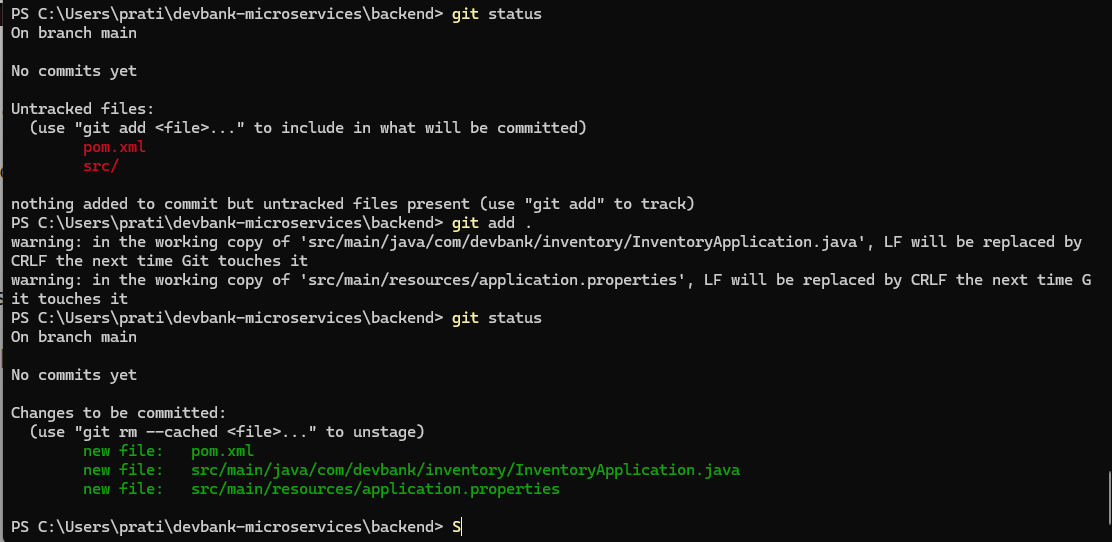 PS C:\Users\prati\devbank-microservices\backend> git status
On branch main
No commits yet
Untracked files:
(use "git add <file>..." to include in what will be committed)
pom.xml
src/
nothing added to commit but untracked files present (use "git add" to track)
PS C:\Users\prati\devbank-microservices\backend> git add .
warning: in the working copy of 'src/main/java/com/devbank/inventory/InventoryApplication.java', LF will be replaced by
CRLF the next time Git touches it
warning: in the working copy of 'src/main/resources/application.properties', LF will be replaced by CRLF the next time G
it touches it
PS C:\Users\prati\devbank-microservices\backend> git status
On branch main
No commits yet
Changes to be committed:
(use "git rm --cached <file>..." to unstage)
new file:   pom.xml
new file:   src/main/java/com/devbank/inventory/InventoryApplication.java
new file:   src/main/resources/application.properties
PS C:\Users\prati\devbank-microservices\backend> S